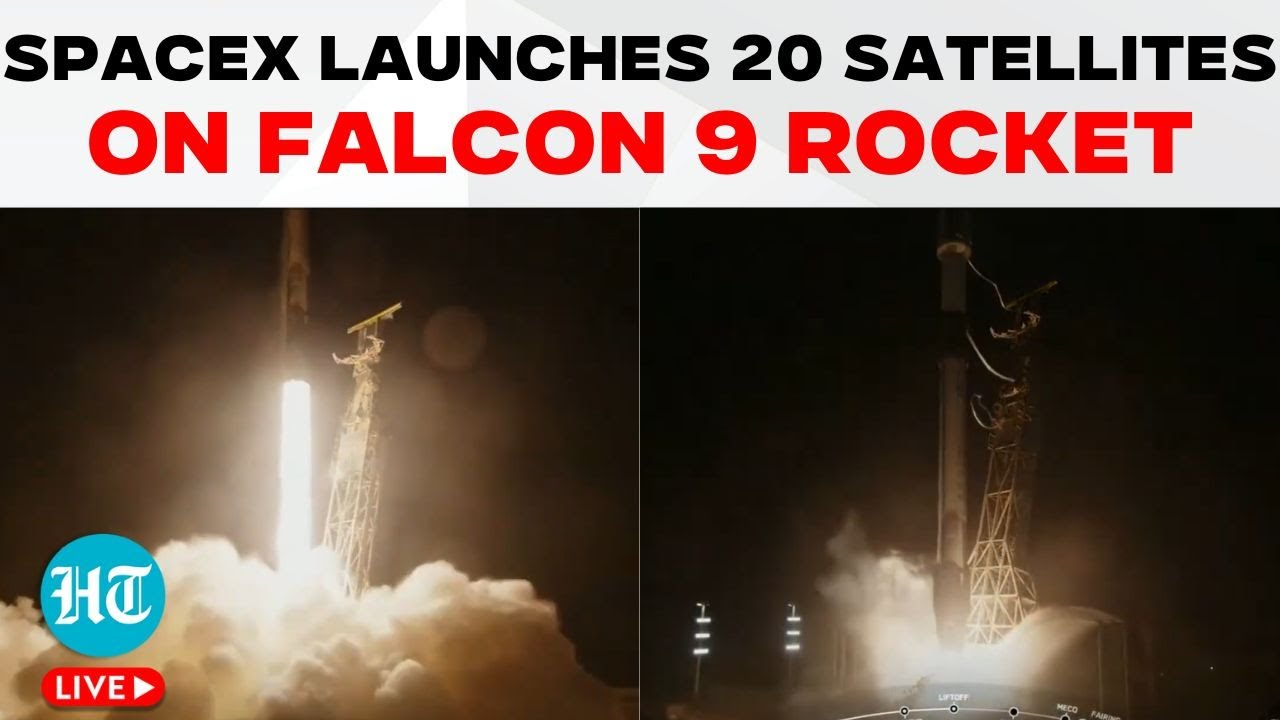 SPACEX LAUNCHES 20 SATELLITES
ON FALCON 9 ROCKET
HT
LIVE
LIFTOFF
MECO
FAIRING